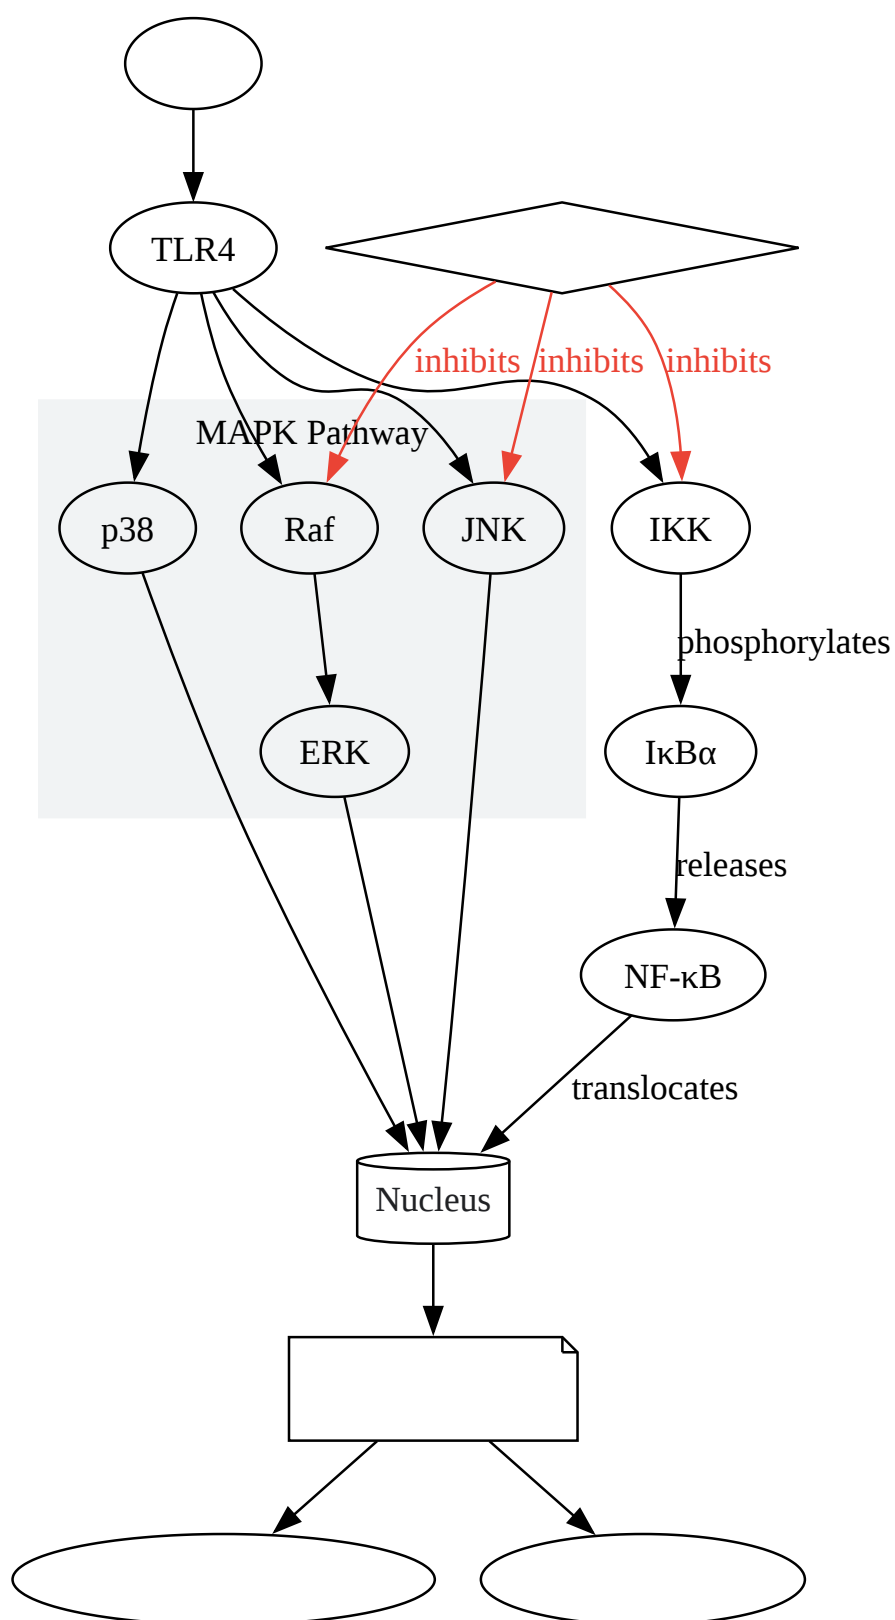 TLR4
inhibits
inhibits
inhibits
MAPK Pathway
p38
Raf
JNK
IKK
phosphorylates
ERK
IκBα
releases
NF-κB
translocates
Nucleus